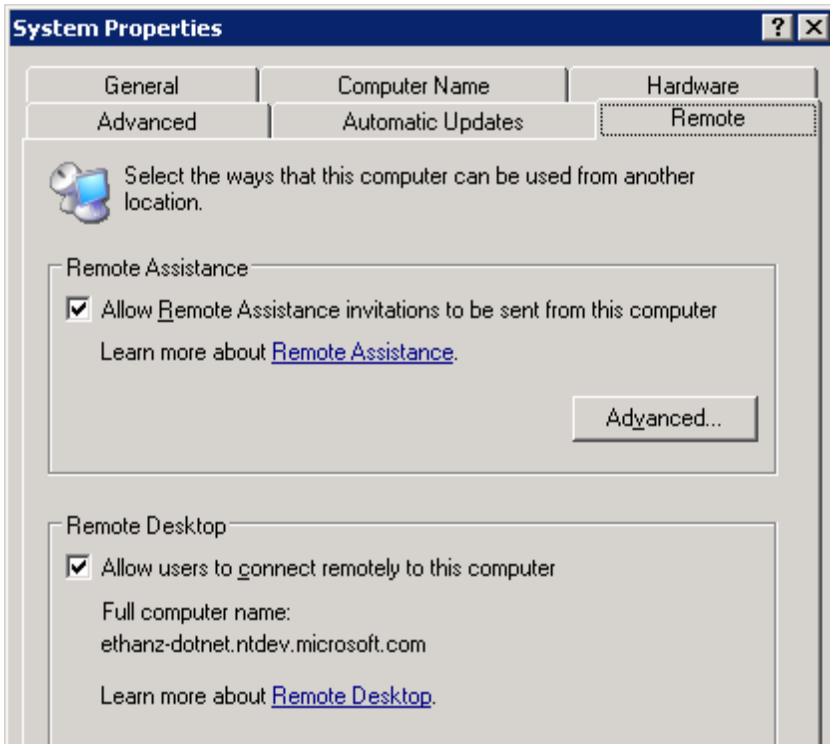 System Properties
General
Computer Name
Hardware
Advanced
Automatic Updates
Remote
Select the ways that this computer can be used from another
location.
Remote Assistance
Allow Remote Assistance invitations to be sent from this computer
Learn more about Remote Assistance.
Advanced...
Remote Desktop
Allow users to connect remotely to this computer
Full computer name:
ethanz-dotnet.ntdev.microsoft.com
Learn more about Remote Desktop.